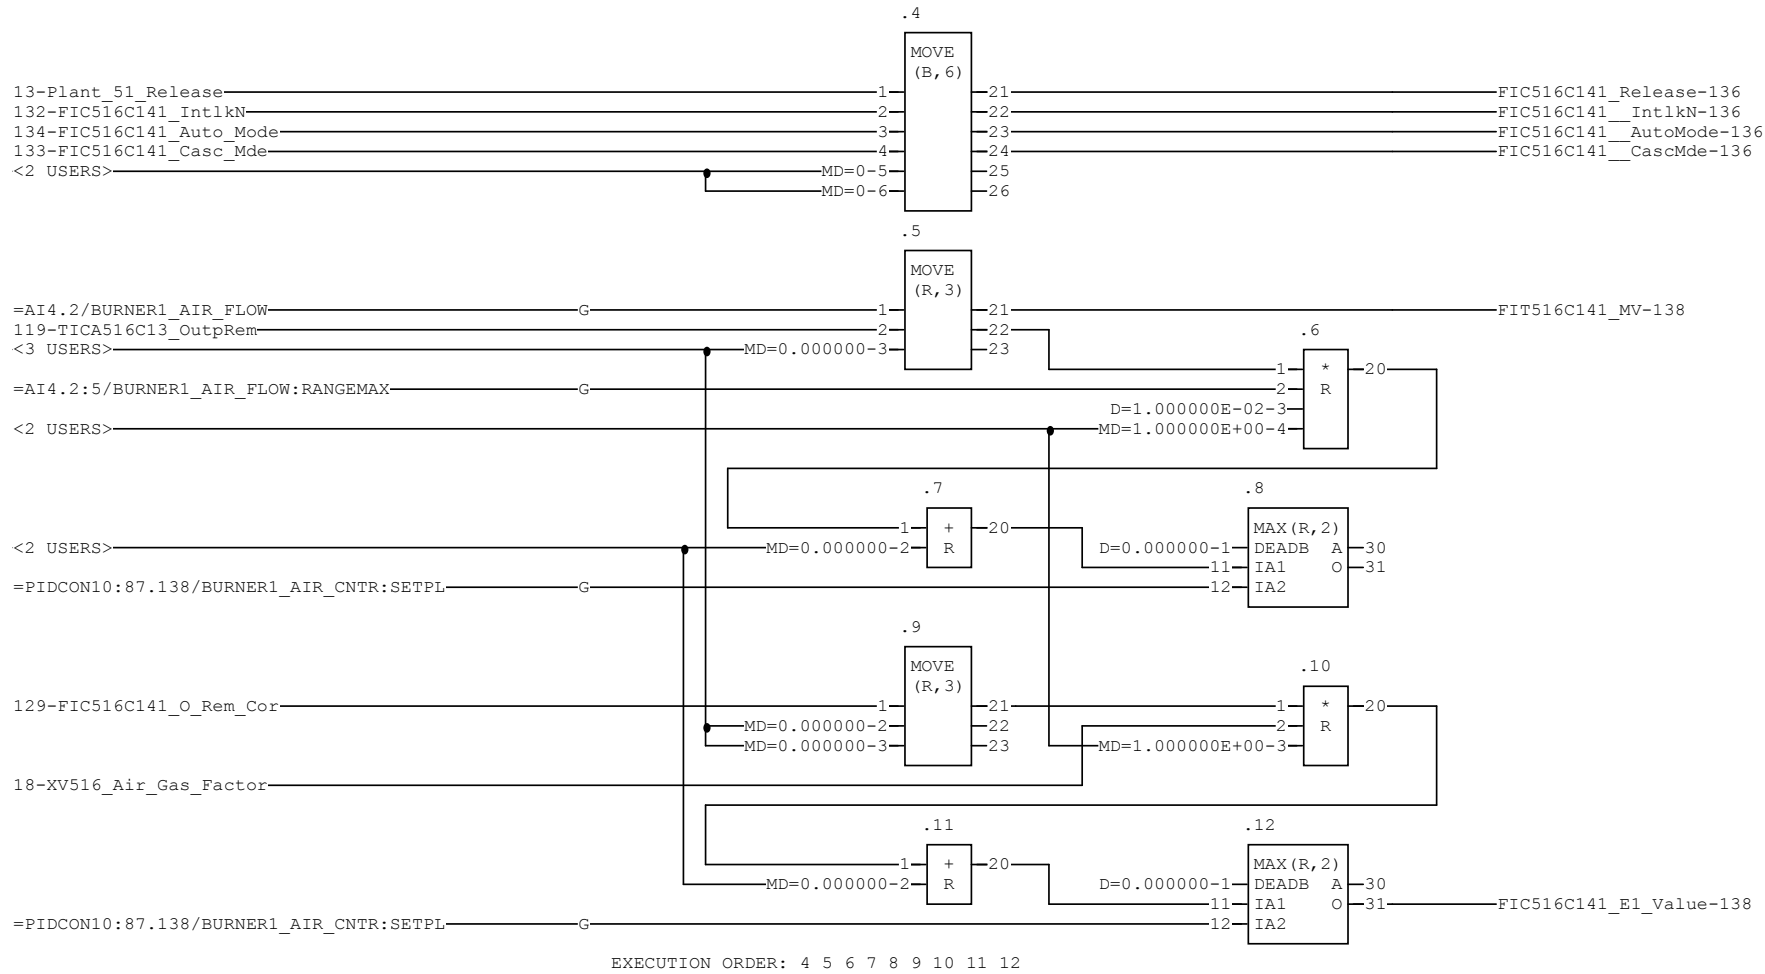 .4
MOVE
(B,6)
13-Plant_51_Release 1 21 FIC516C141_Release-136
132-FIC516C141_IntlkN 2 22 FIC516C141__IntlkN-136
134-FIC516C141_Auto_Mode 3 23 FIC516C141__AutoMode-136
133-FIC516C141_Casc_Mde 4 24 FIC516C141__CascMde-136
<2 USERS> MD=0-5 25
MD=0-6 26
.5
MOVE
(R,3)
=AI4.2/BURNER1_AIR_FLOW G 1 21 FIT516C141_MV-138
119-TICA516C13_OutpRem 2 22 .6
<3 USERS> MD=0.000000-3 23
1 * 20
=AI4.2:5/BURNER1_AIR_FLOW:RANGEMAX G 2 R
D=1.000000E-02-3
<2 USERS> MD=1.000000E+00-4
.7 .8
1 + 20 MAX(R,2)
<2 USERS> MD=0.000000-2 R D=0.000000-1 DEADB A 30
11 IA1 O 31
=PIDCON10:87.138/BURNER1_AIR_CNTR:SETPL G 12 IA2
.9
MOVE .10
(R,3)
129-FIC516C141_O_Rem_Cor 1 21 1 * 20
MD=0.000000-2 22 2 R
MD=0.000000-3 23 MD=1.000000E+00-3
18-XV516_Air_Gas_Factor
.11 .12
1 + 20 MAX(R,2)
MD=0.000000-2 R D=0.000000-1 DEADB A 30
11 IA1 O 31 FIC516C141_E1_Value-138
=PIDCON10:87.138/BURNER1_AIR_CNTR:SETPL G 12 IA2
EXECUTION ORDER: 4 5 6 7 8 9 10 11 12